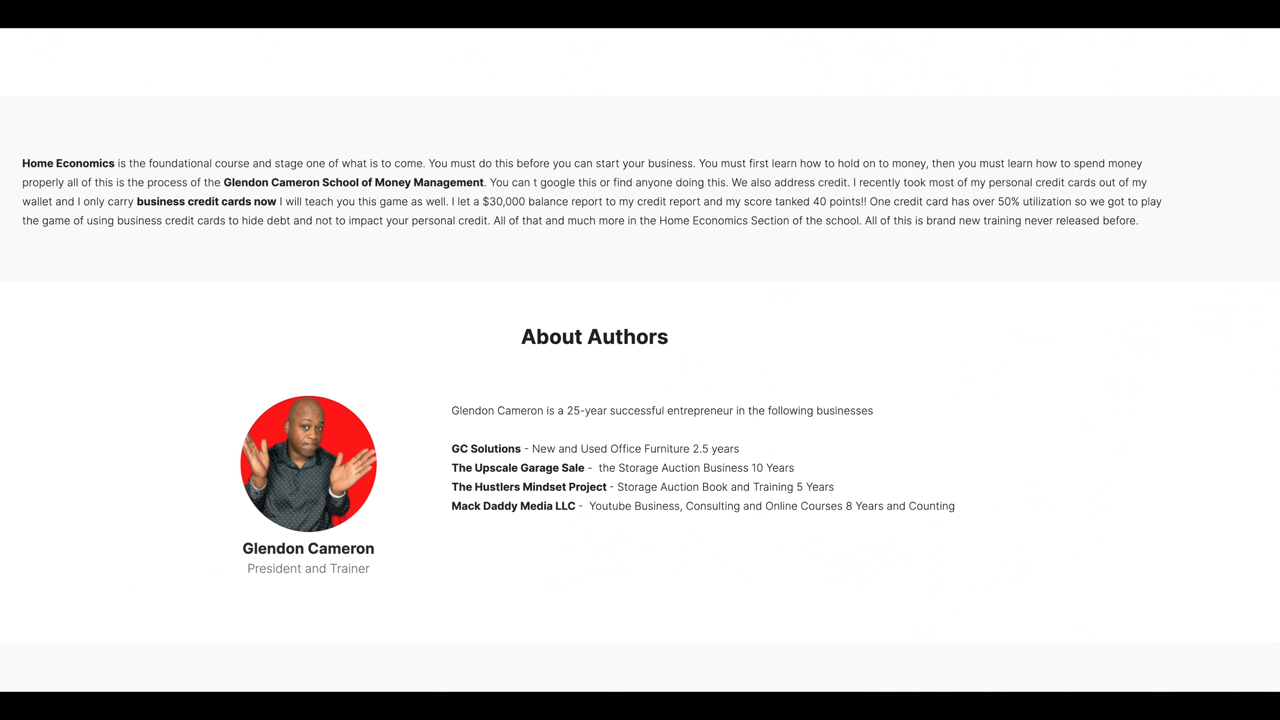 Home Economics is the foundational course and stage one of what is to come. You must do this before you can start your business. You must first learn how to hold on to money, then you must learn how to spend money
properly all of this is the process of the Glendon Cameron School of Money Management. You can t google this or find anyone doing this. We also address credit. I recently took most of my personal credit cards out of my
wallet and I only carry business credit cards now I will teach you this game as well. I let a $30,000 balance report to my credit report and my score tanked 40 points!! One credit card has over 50% utilization so we got to play
the game of using business credit cards to hide debt and not to impact your personal credit. All of that and much more in the Home Economics Section of the school. All of this is brand new training never released before.
About Authors
Glendon Cameron is a 25-year successful entrepreneur in the following businesses
GC Solutions - New and Used Office Furniture 2.5 years
The Upscale Garage Sale - the Storage Auction Business 10 Years
The Hustlers Mindset Project - Storage Auction Book and Training 5 Years
Mack Daddy Media LLC - Youtube Business, Consulting and Online Courses 8 Years and Counting
Glendon Cameron
President and Trainer